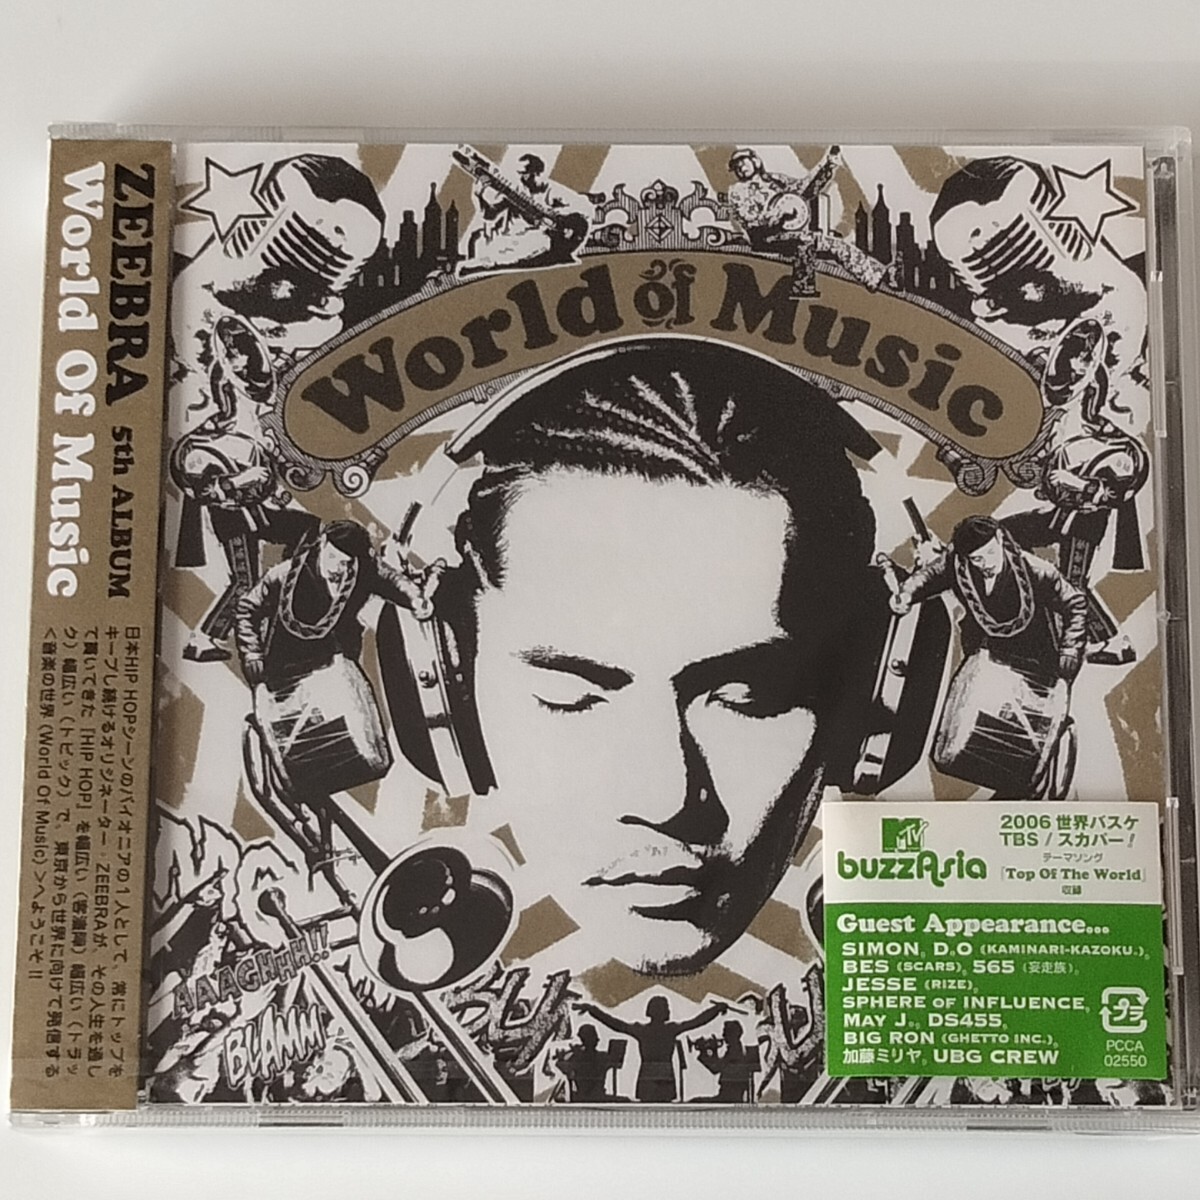 ZEEBRA 5th ALBUM
World Of Music
日本HIP HOPシーンのパイオニアの1人として、常にトップを
キープし続けるオリジネーター、ZEEBRAが、その人生を通し
て貫いてきた「HIP HOP」を幅広い(客演陣)、幅広い(トラッ
ク)、幅広い(トピック)で、東京から世界に向けて発信する
<音楽の世界(World Of Music)>へようこそ!!
World of Music
AAAGHHH!!
BLAMM
MTV
buzzAsia
2006 世界バスケ
TBS / スカパー!
テーマソング
「Top Of The World」
収録
Guest Appearance...
SIMON, D.O (KAMINARI-KAZOKU.),
BES (SCARS), 565 (妄走族),
JESSE (RIZE),
SPHERE OF INFLUENCE,
MAY J., DS455,
BIG RON (GHETTO INC.),
加藤ミリヤ, UBG CREW
プラ
PCCA
02550